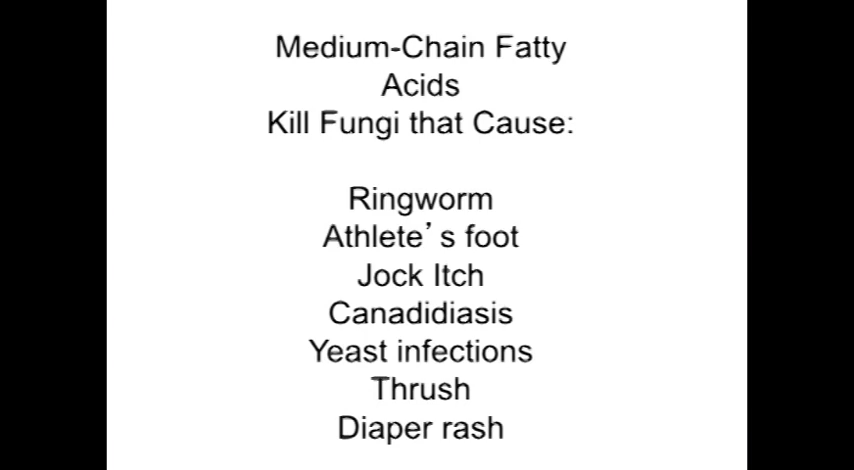 Medium-Chain Fatty
Acids
Kill Fungi that Cause:
Ringworm
Athlete’s foot
Jock Itch
Canadidiasis
Yeast infections
Thrush
Diaper rash